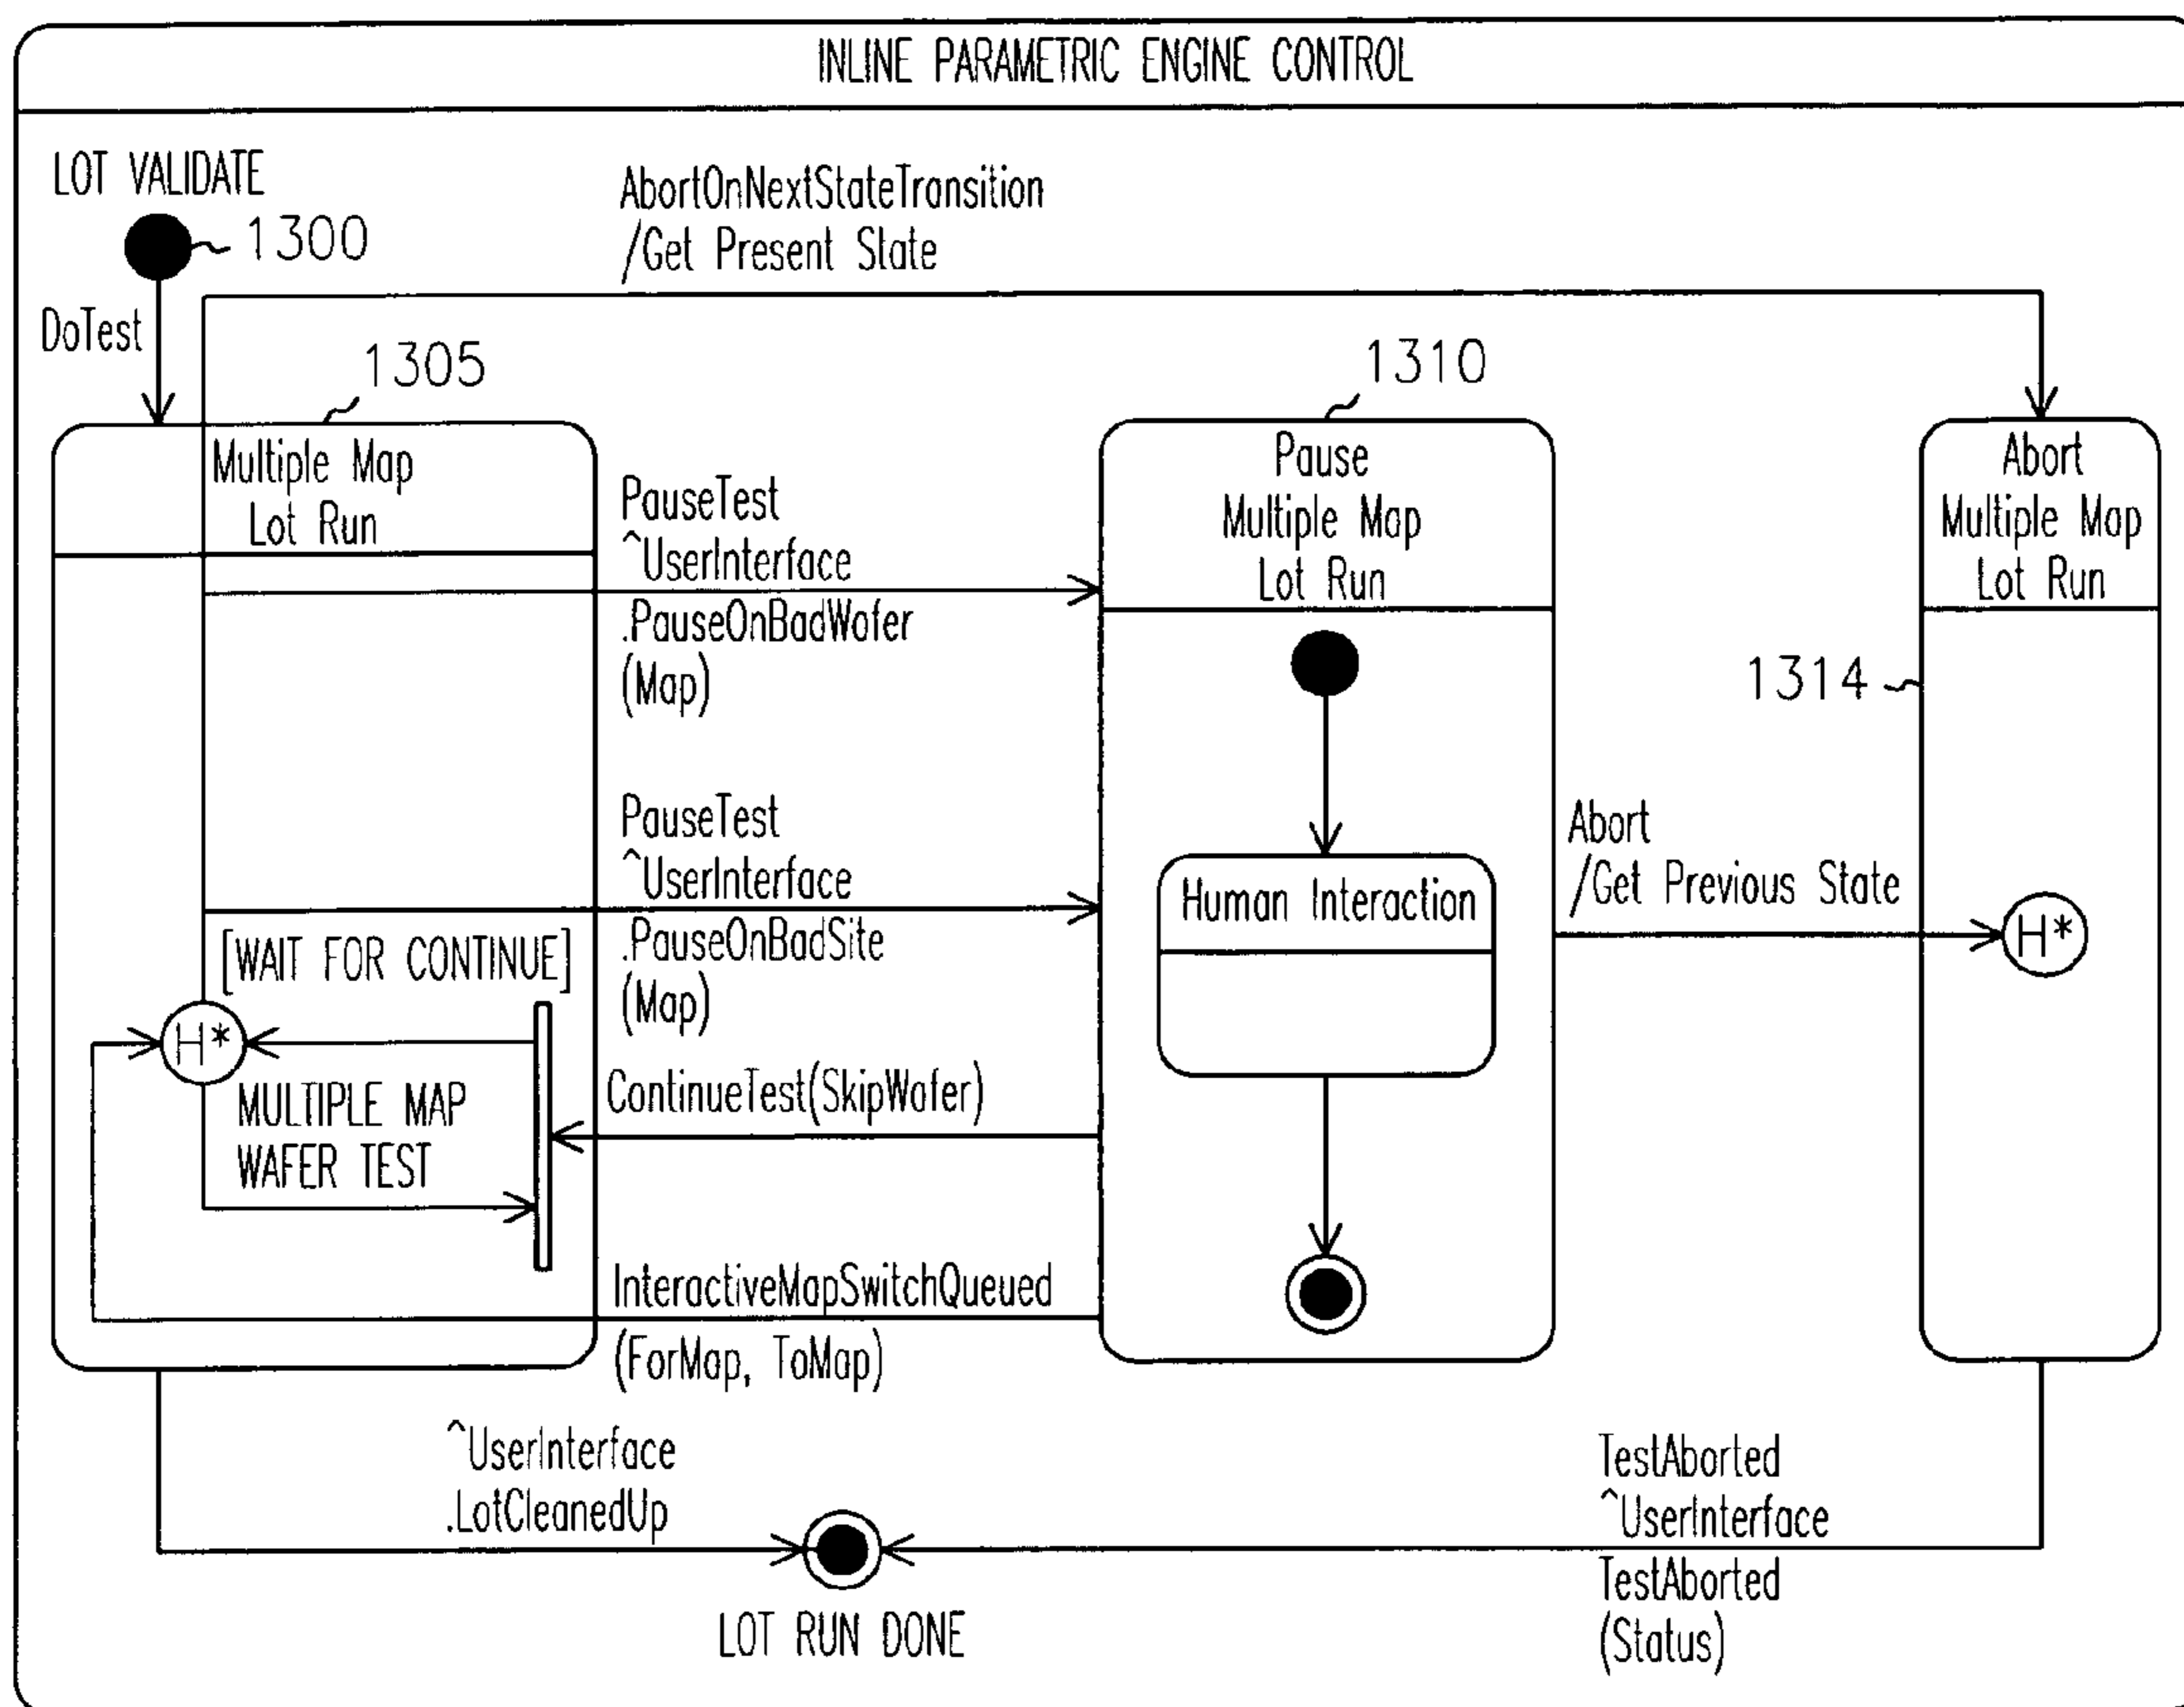 INLINE PARAMETRIC ENGINE CONTROL
LOT VALIDATE
1300
DoTest
AbortOnNextStateTransition
/Get Present State
1305
Multiple Map
Lot Run
PauseTest
^UserInterface
.PauseOnBadWafer
(Map)
PauseTest
^UserInterface
.PauseOnBadSite
(Map)
[WAIT FOR CONTINUE]
H*
MULTIPLE MAP
WAFER TEST
ContinueTest(SkipWafer)
InteractiveMapSwitchQueued
(ForMap, ToMap)
1310
Pause
Multiple Map
Lot Run
Human Interaction
Abort
/Get Previous State
Abort
Multiple Map
Lot Run
1314
H*
^UserInterface
.LotCleanedUp
LOT RUN DONE
TestAborted
^UserInterface
TestAborted
(Status)